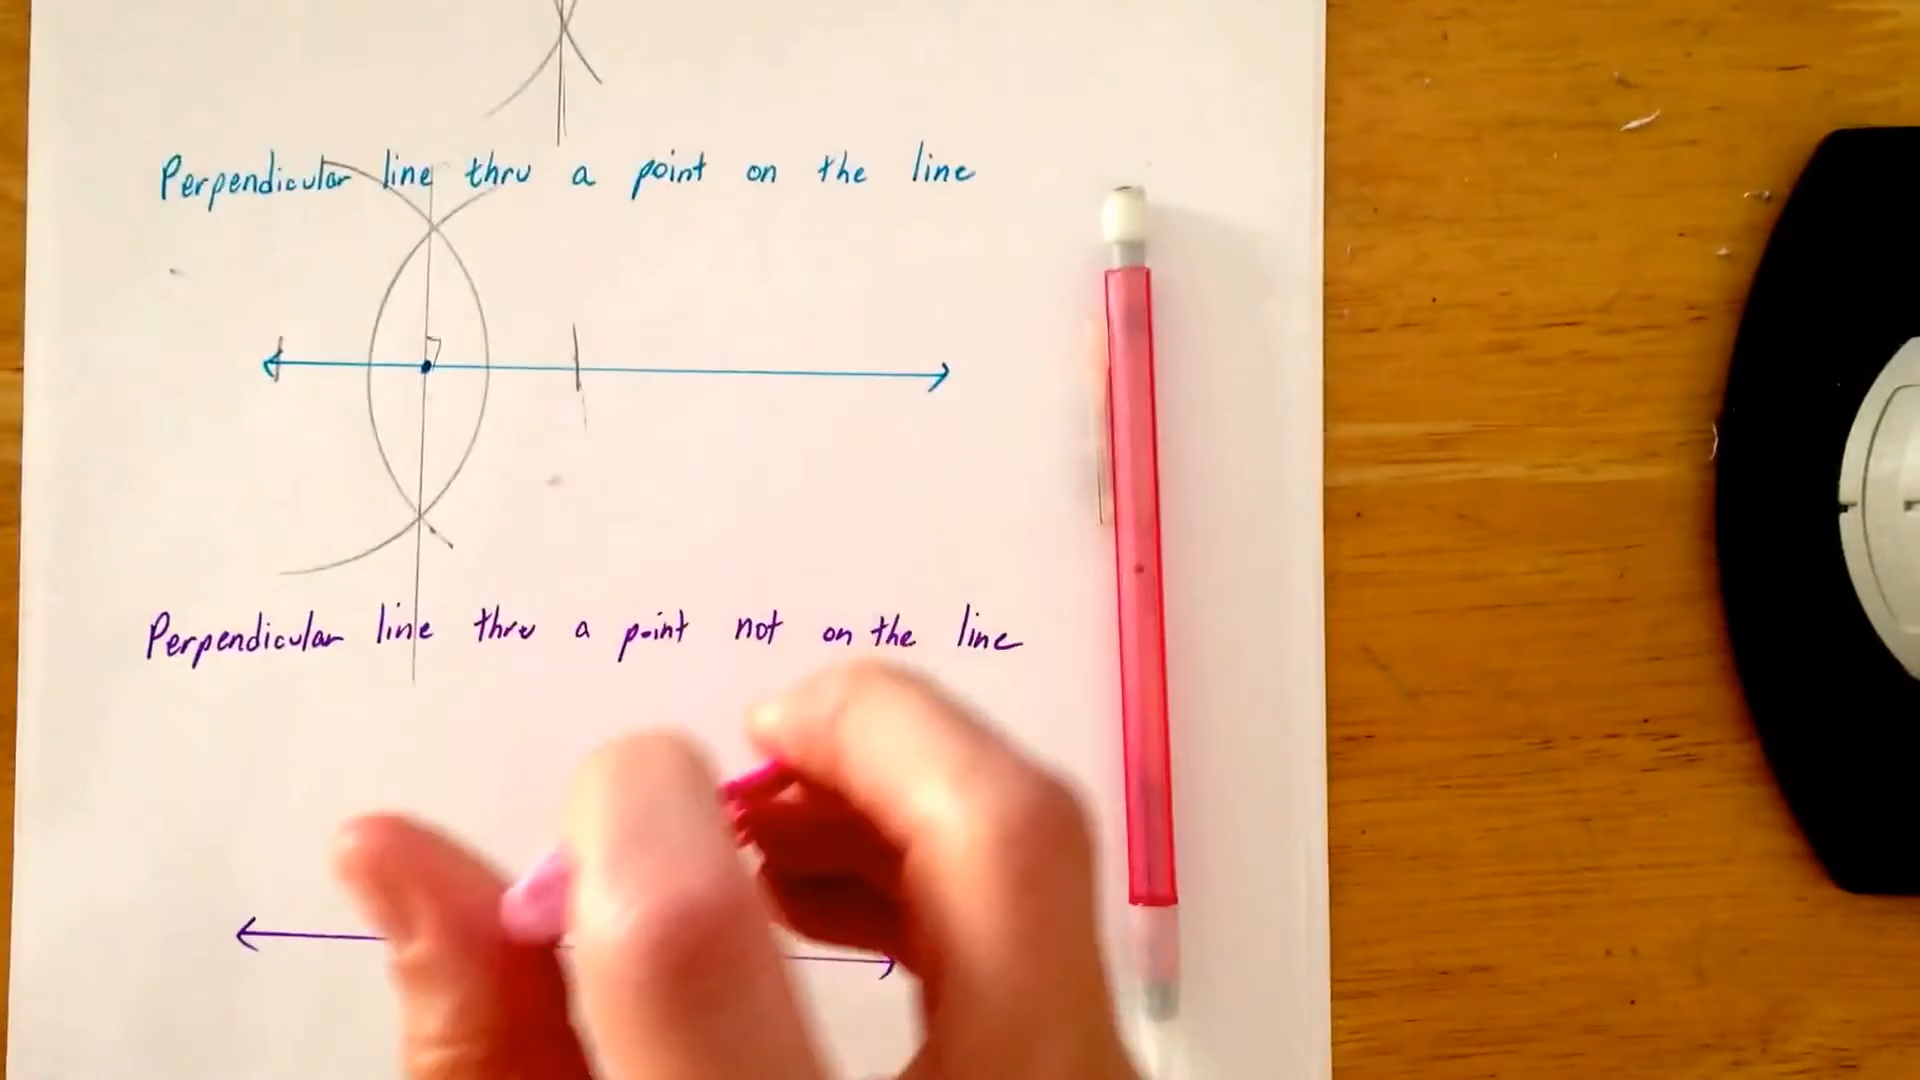 Perpendicular line thru a point on the line
Perpendicular line thru a point not on the line